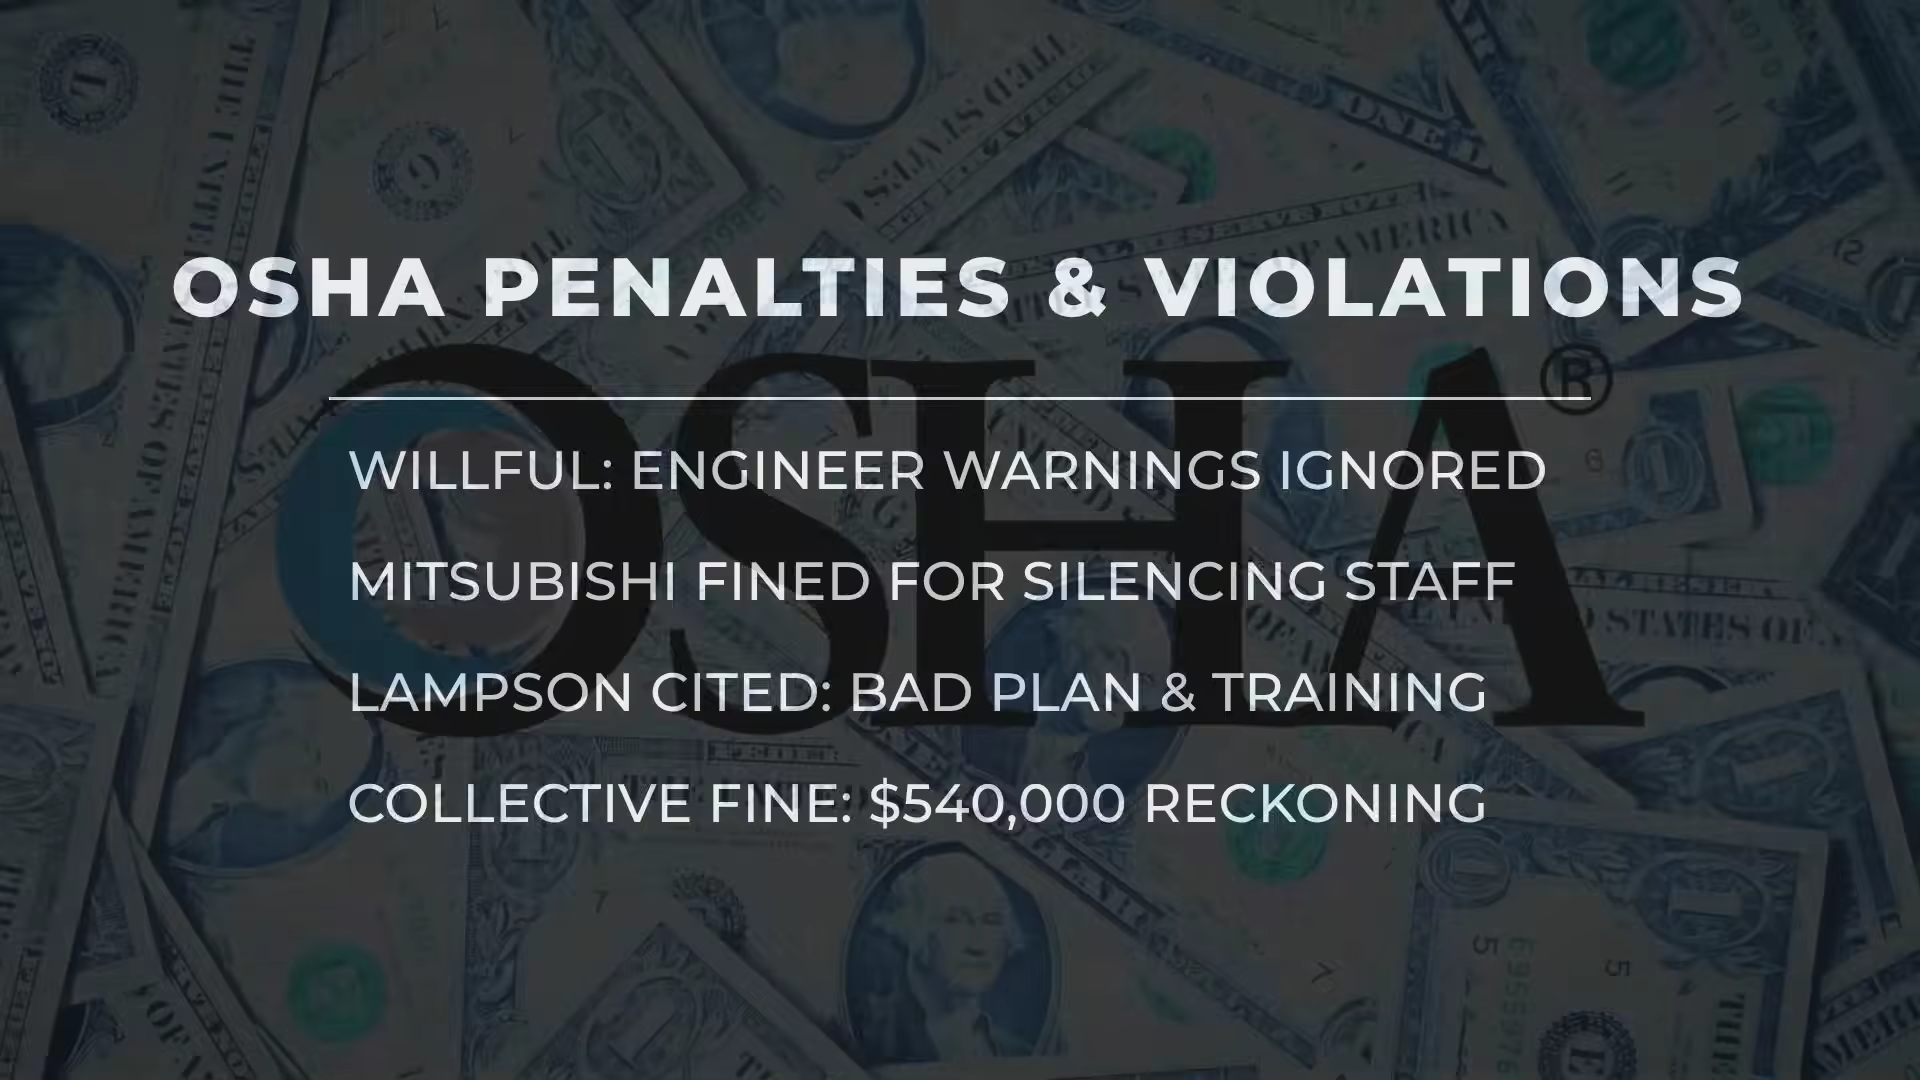 OSHA PENALTIES & VIOLATIONS
OSHA®
WILLFUL: ENGINEER WARNINGS IGNORED
MITSUBISHI FINED FOR SILENCING STAFF
LAMPSON CITED: BAD PLAN & TRAINING
COLLECTIVE FINE: $540,000 RECKONING